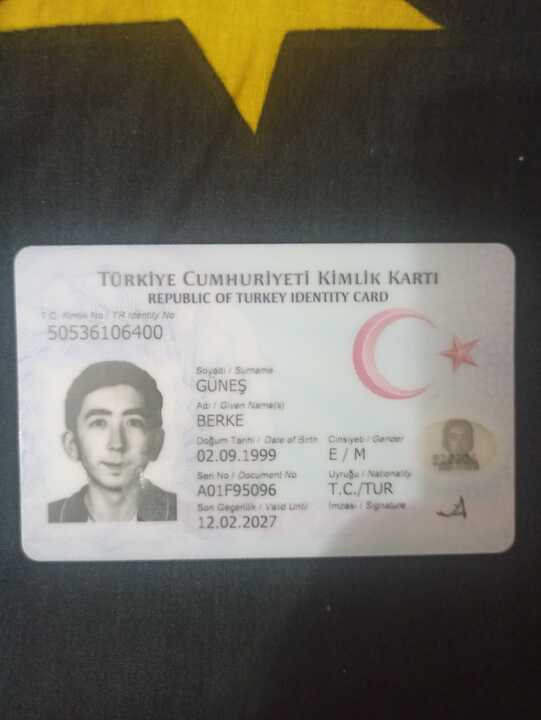 TÜRKİYE CUMHURİYETİ KİMLİK KARTI
REPUBLIC OF TURKEY IDENTITY CARD
T.C. Kimlik No / TR Identity No
50536106400
Soyadı / Surname
GÜNEŞ
Adı / Given Name(s)
BERKE
Doğum Tarihi / Date of Birth Cinsiyeti / Gender
02.09.1999 E / M
Seri No / Document No Uyruğu / Nationality
A01F95096 T.C./TUR
Son Geçerlilik / Valid Until İmzası / Signature
12.02.2027